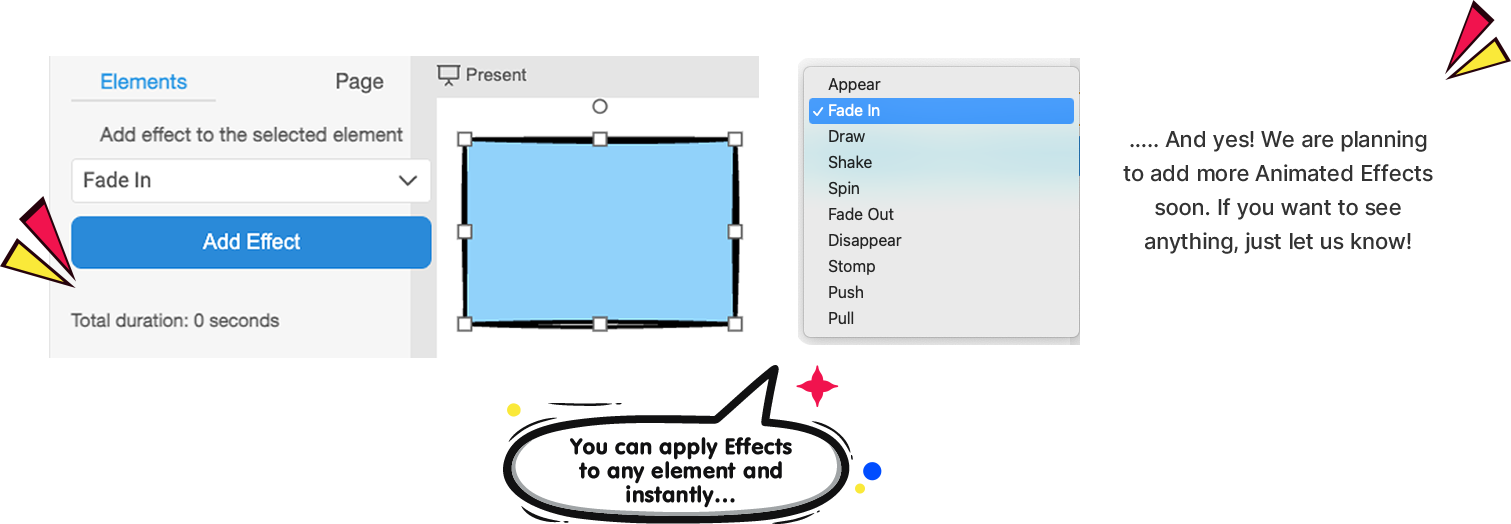 Elements
Page
Add effect to the selected element
Fade In
Add Effect
Total duration: 0 seconds
Present
Appear
✓ Fade In
Draw
Shake
Spin
Fade Out
Disappear
Stomp
Push
Pull
..... And yes! We are planning
to add more Animated Effects
soon. If you want to see
anything, just let us know!
You can apply Effects
to any element and
instantly...